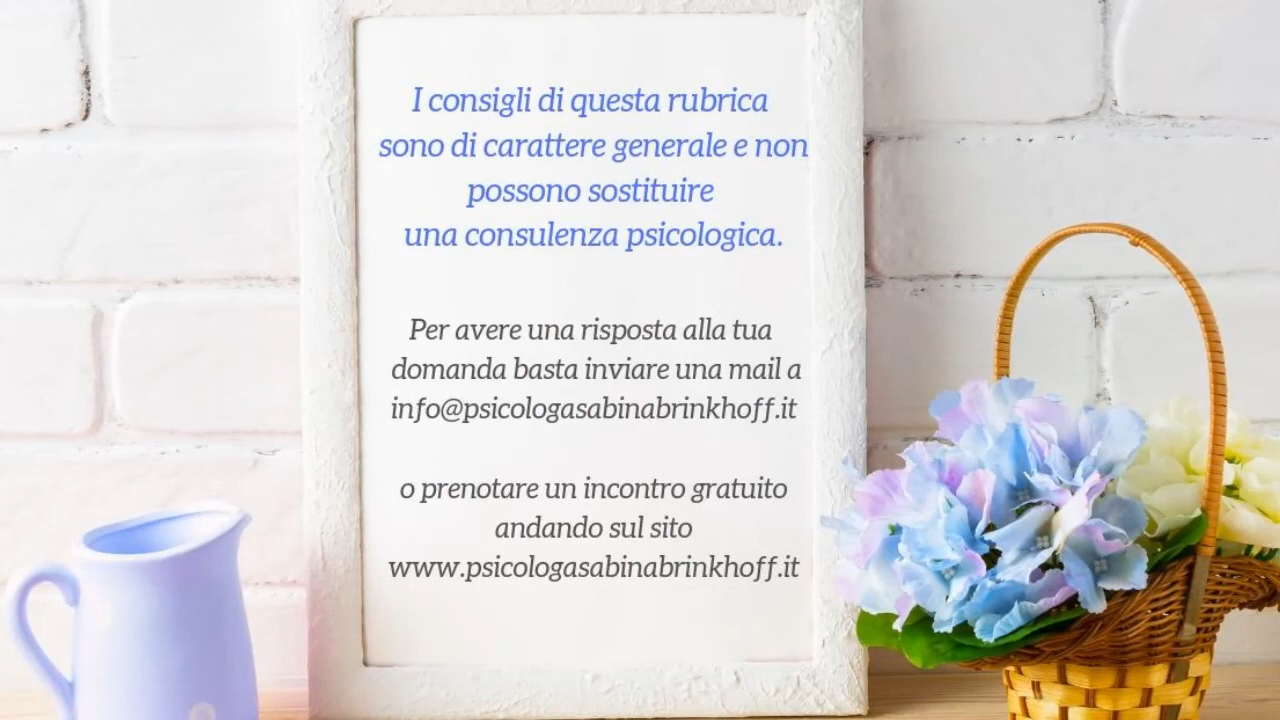 I consigli di questa rubrica
sono di carattere generale e non
possono sostituire
una consulenza psicologica.
Per avere una risposta alla tua
domanda basta inviare una mail a
info@psicologasabinabrinkhoff.it
o prenotare un incontro gratuito
andando sul sito
www.psicologasabinabrinkhoff.it